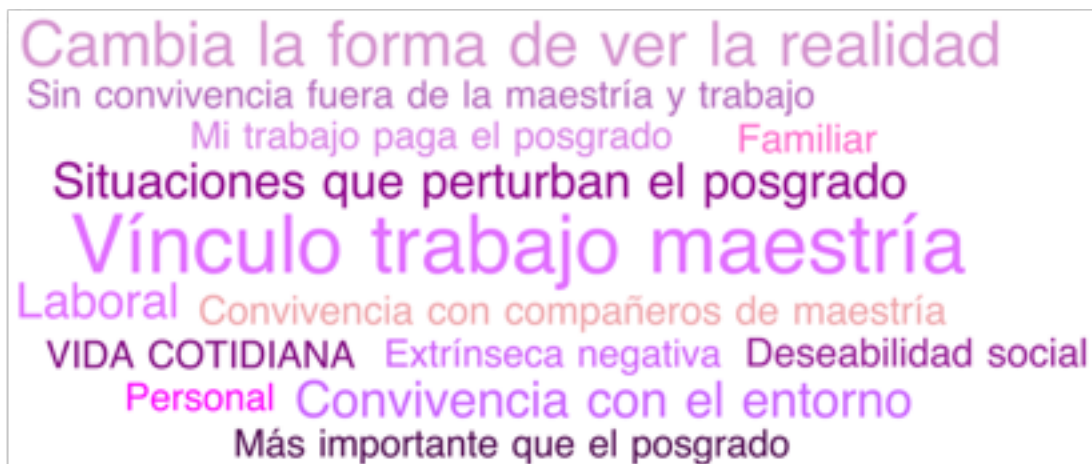 Cambia la forma de ver la realidad
Sin convivencia fuera de la maestría y trabajo
Mi trabajo paga el posgrado Familiar
Situaciones que perturban el posgrado
Vínculo trabajo maestría
Laboral Convivencia con compañeros de maestría
VIDA COTIDIANA Extrínseca negativa Deseabilidad social
Personal Convivencia con el entorno
Más importante que el posgrado